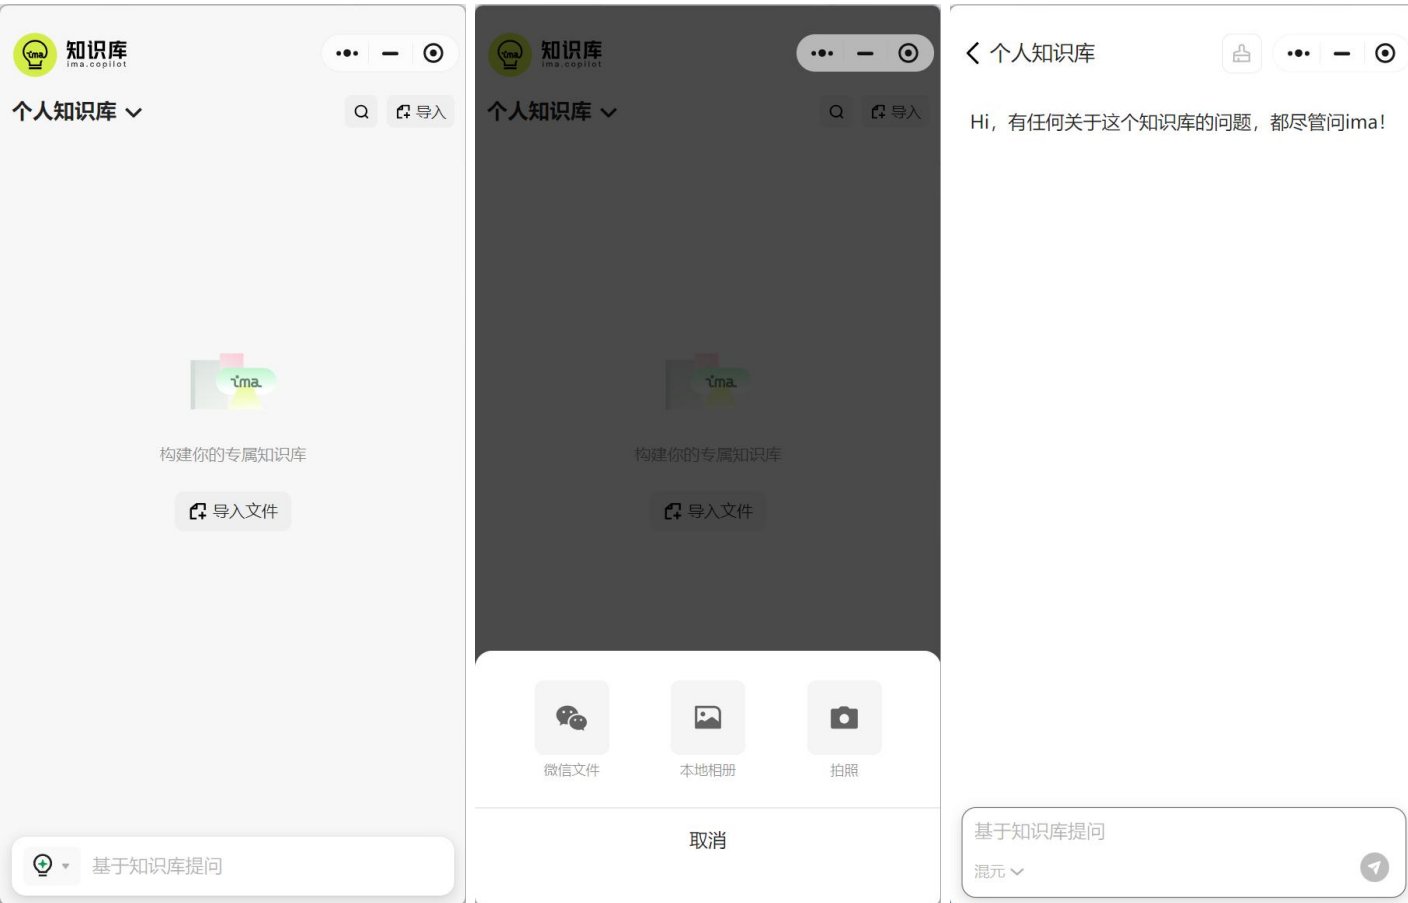 ima
知识库
ima.copilot
个人知识库
导入
ima
构建你的专属知识库
导入文件
基于知识库提问
ima
知识库
ima.copilot
个人知识库
导入
ima
构建你的专属知识库
导入文件
微信文件
本地相册
拍照
取消
个人知识库
Hi，有任何关于这个知识库的问题，都尽管问ima！
基于知识库提问
混元